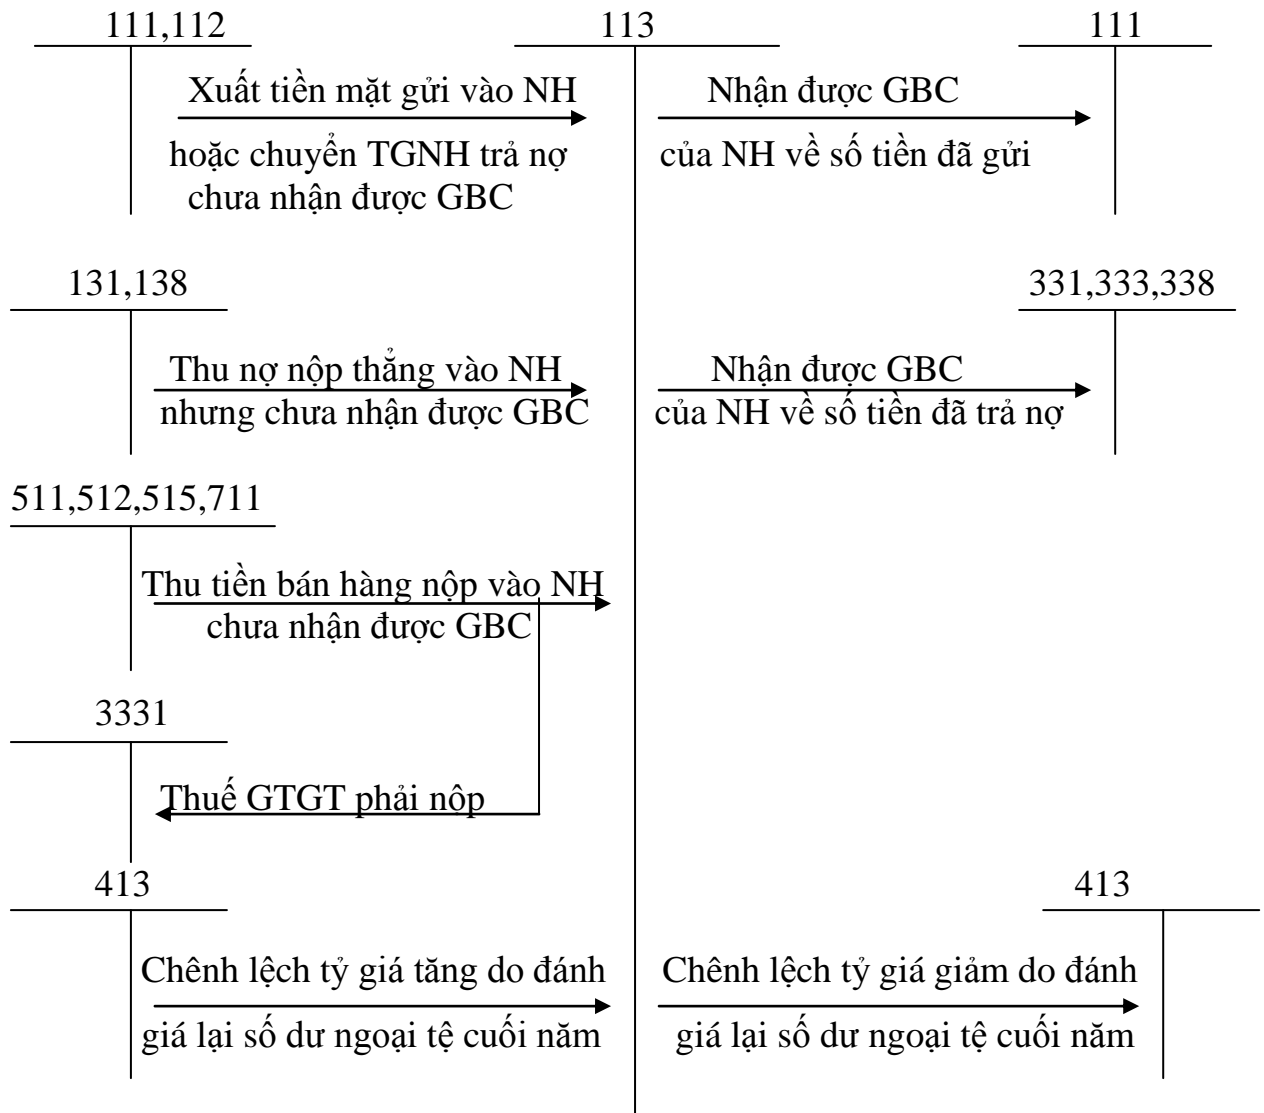 111,112
113
111
Xuất tiền mặt gửi vào NH
hoặc chuyển TGNH trả nợ
chưa nhận được GBC
Nhận được GBC
của NH về số tiền đã gửi
131,138
331,333,338
Thu nợ nộp thẳng vào NH
nhưng chưa nhận được GBC
Nhận được GBC
của NH về số tiền đã trả nợ
511,512,515,711
Thu tiền bán hàng nộp vào NH
chưa nhận được GBC
3331
Thuế GTGT phải nộp
413
413
Chênh lệch tỷ giá tăng do đánh
giá lại số dư ngoại tệ cuối năm
Chênh lệch tỷ giá giảm do đánh
giá lại số dư ngoại tệ cuối năm